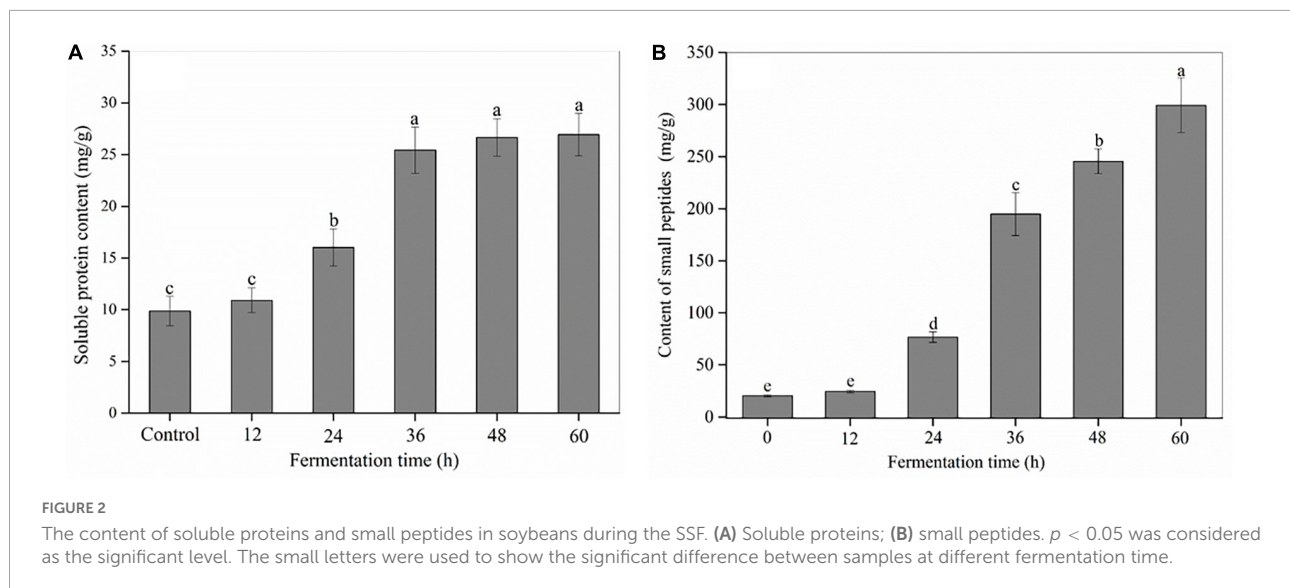 A
35
30
25
20
15
10
5
0
Soluble protein content (mg/g)
c
c
b
a
a
a
Control 12 24 36 48 60
Fermentation time (h)
B
350
300
250
200
150
100
50
0
Content of small peptides (mg/g)
e
e
d
c
b
a
0 12 24 36 48 60
Fermentation time (h)
FIGURE 2
The content of soluble proteins and small peptides in soybeans during the SSF. (A) Soluble proteins; (B) small peptides. p < 0.05 was considered
as the significant level. The small letters were used to show the significant difference between samples at different fermentation time.